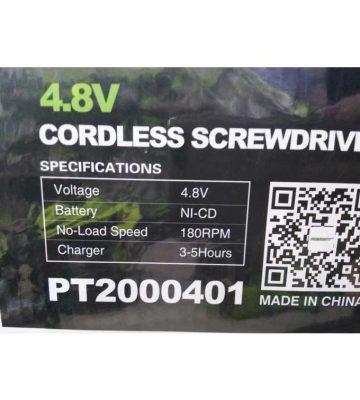 4.8V
CORDLESS SCREWDRIV
SPECIFICATIONS
Voltage 4.8V
Battery NI-CD
No-Load Speed 180RPM
Charger 3-5Hours
PT2000401
MADE IN CHINA